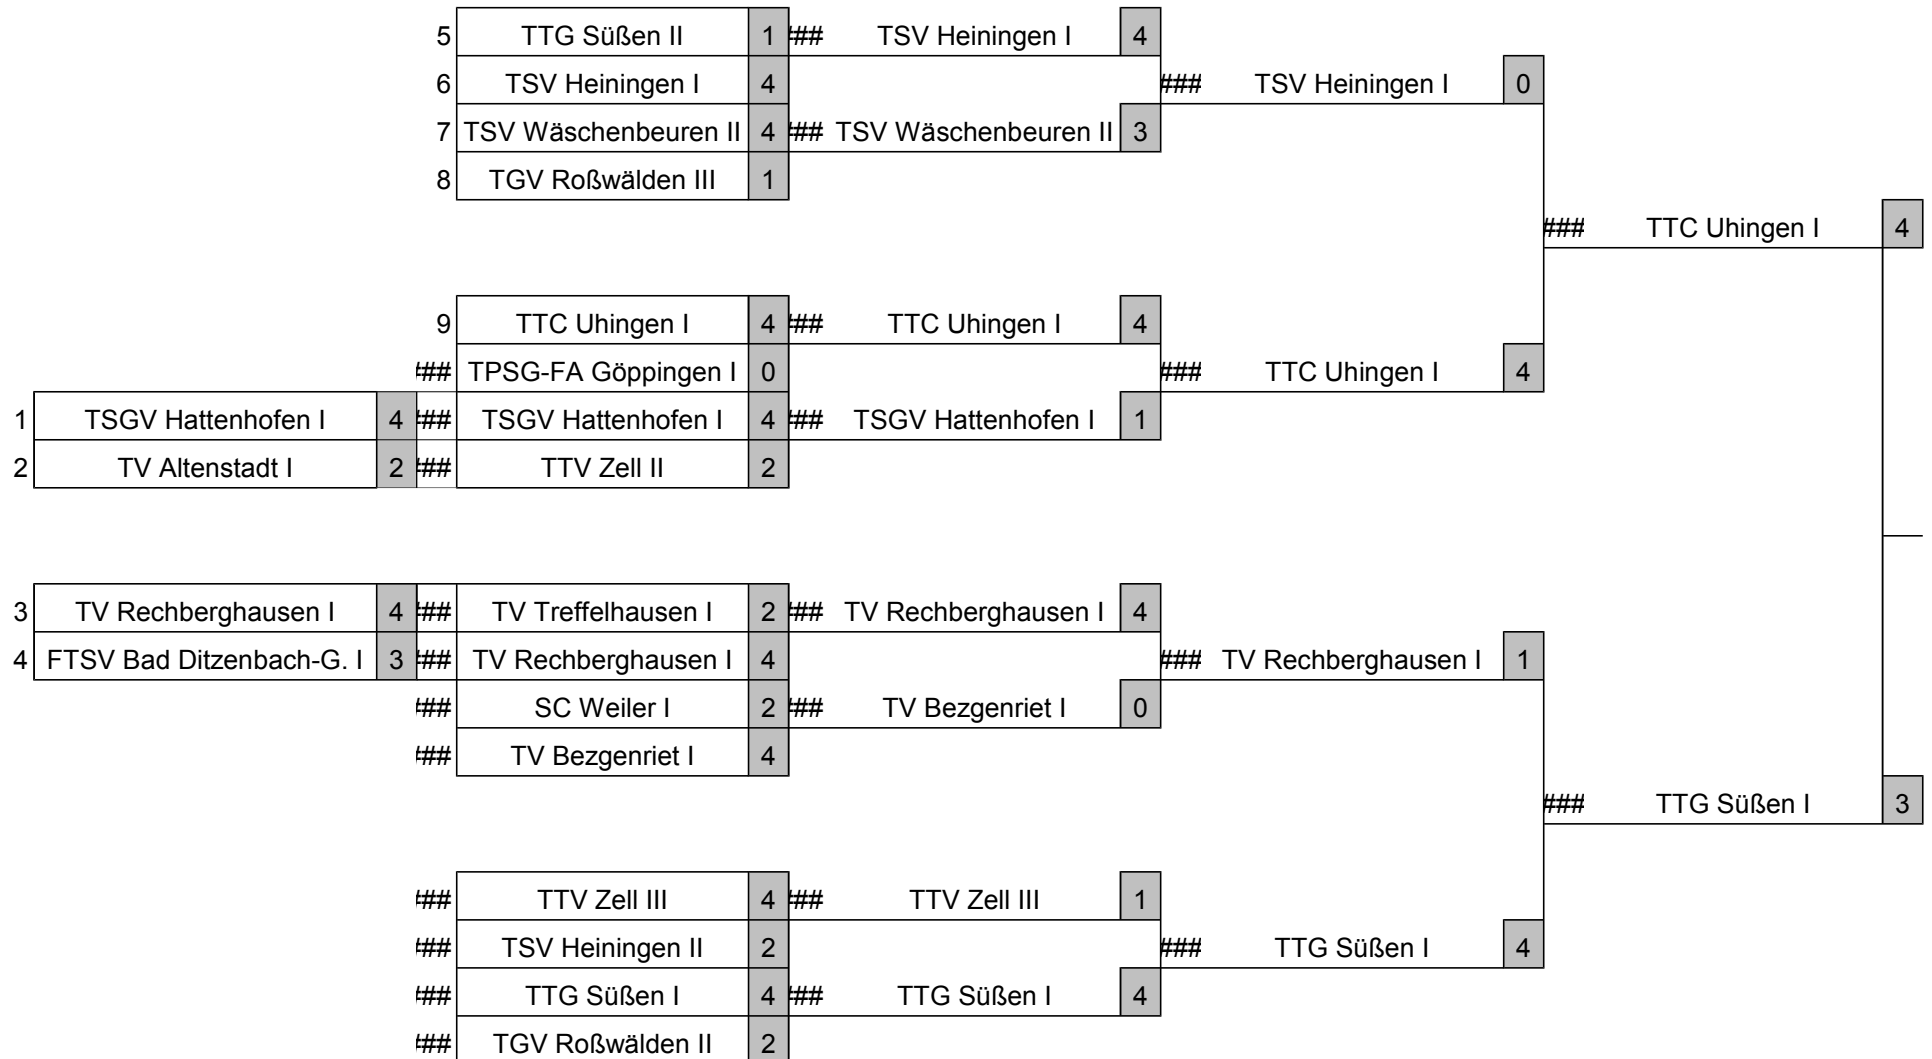 5 TTG Süßen II 1 ### TSV Heiningen I 4
6 TSV Heiningen I 4 ### TSV Heiningen I 0
7 TSV Wäschenbeuren II 4 ### TSV Wäschenbeuren II 3
8 TGV Roßwälden III 1
### TTC Uhingen I 4
9 TTC Uhingen I 4 ### TTC Uhingen I 4
### TPSG-FA Göppingen I 0 ### TTC Uhingen I 4
1 TSGV Hattenhofen I 4 ### TSGV Hattenhofen I 4 ### TSGV Hattenhofen I 1
2 TV Altenstadt I 2 ### TTV Zell II 2
3 TV Rechberghausen I 4 ### TV Treffelhausen I 2 ### TV Rechberghausen I 4
4 FTSV Bad Ditzenbach-G. I 3 ### TV Rechberghausen I 4 ### TV Rechberghausen I 1
### SC Weiler I 2 ### TV Bezgenriet I 0
### TV Bezgenriet I 4
### TTG Süßen I 3
### TTV Zell III 4 ### TTV Zell III 1
### TSV Heiningen II 2 ### TTG Süßen I 4
### TTG Süßen I 4 ### TTG Süßen I 4
### TGV Roßwälden II 2